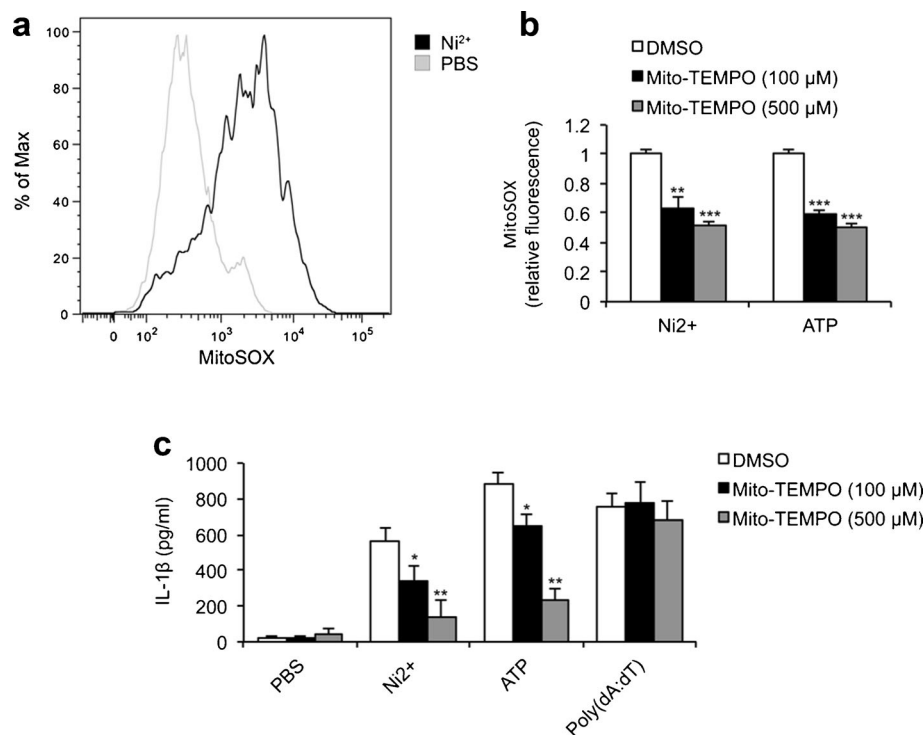 a
Ni²⁺
PBS
% of Max
100
80
60
40
20
0
0 10² 10³ 10⁴ 10⁵
MitoSOX
b
DMSO
Mito-TEMPO (100 µM)
Mito-TEMPO (500 µM)
MitoSOX
(relative fluorescence)
1.2
1
0.8
0.6
0.4
0.2
0
** *** *** ***
Ni2+ ATP
c
DMSO
Mito-TEMPO (100 µM)
Mito-TEMPO (500 µM)
IL-1β (pg/ml)
1000
800
600
400
200
0
* ** * **
PBS Ni2+ ATP Poly(dA:dT)